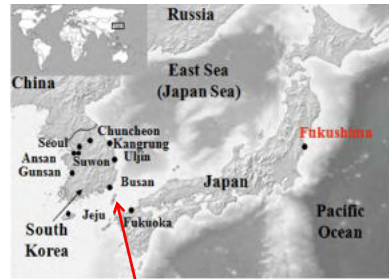 Russia
China
East Sea
(Japan Sea)
Chuncheon
Seoul
Kangrung
Fukushima
Ansan
Suwon
Uljin
Gunsan
Busan
Japan
South
Korea
Jeju
Fukuoka
Pacific
Ocean